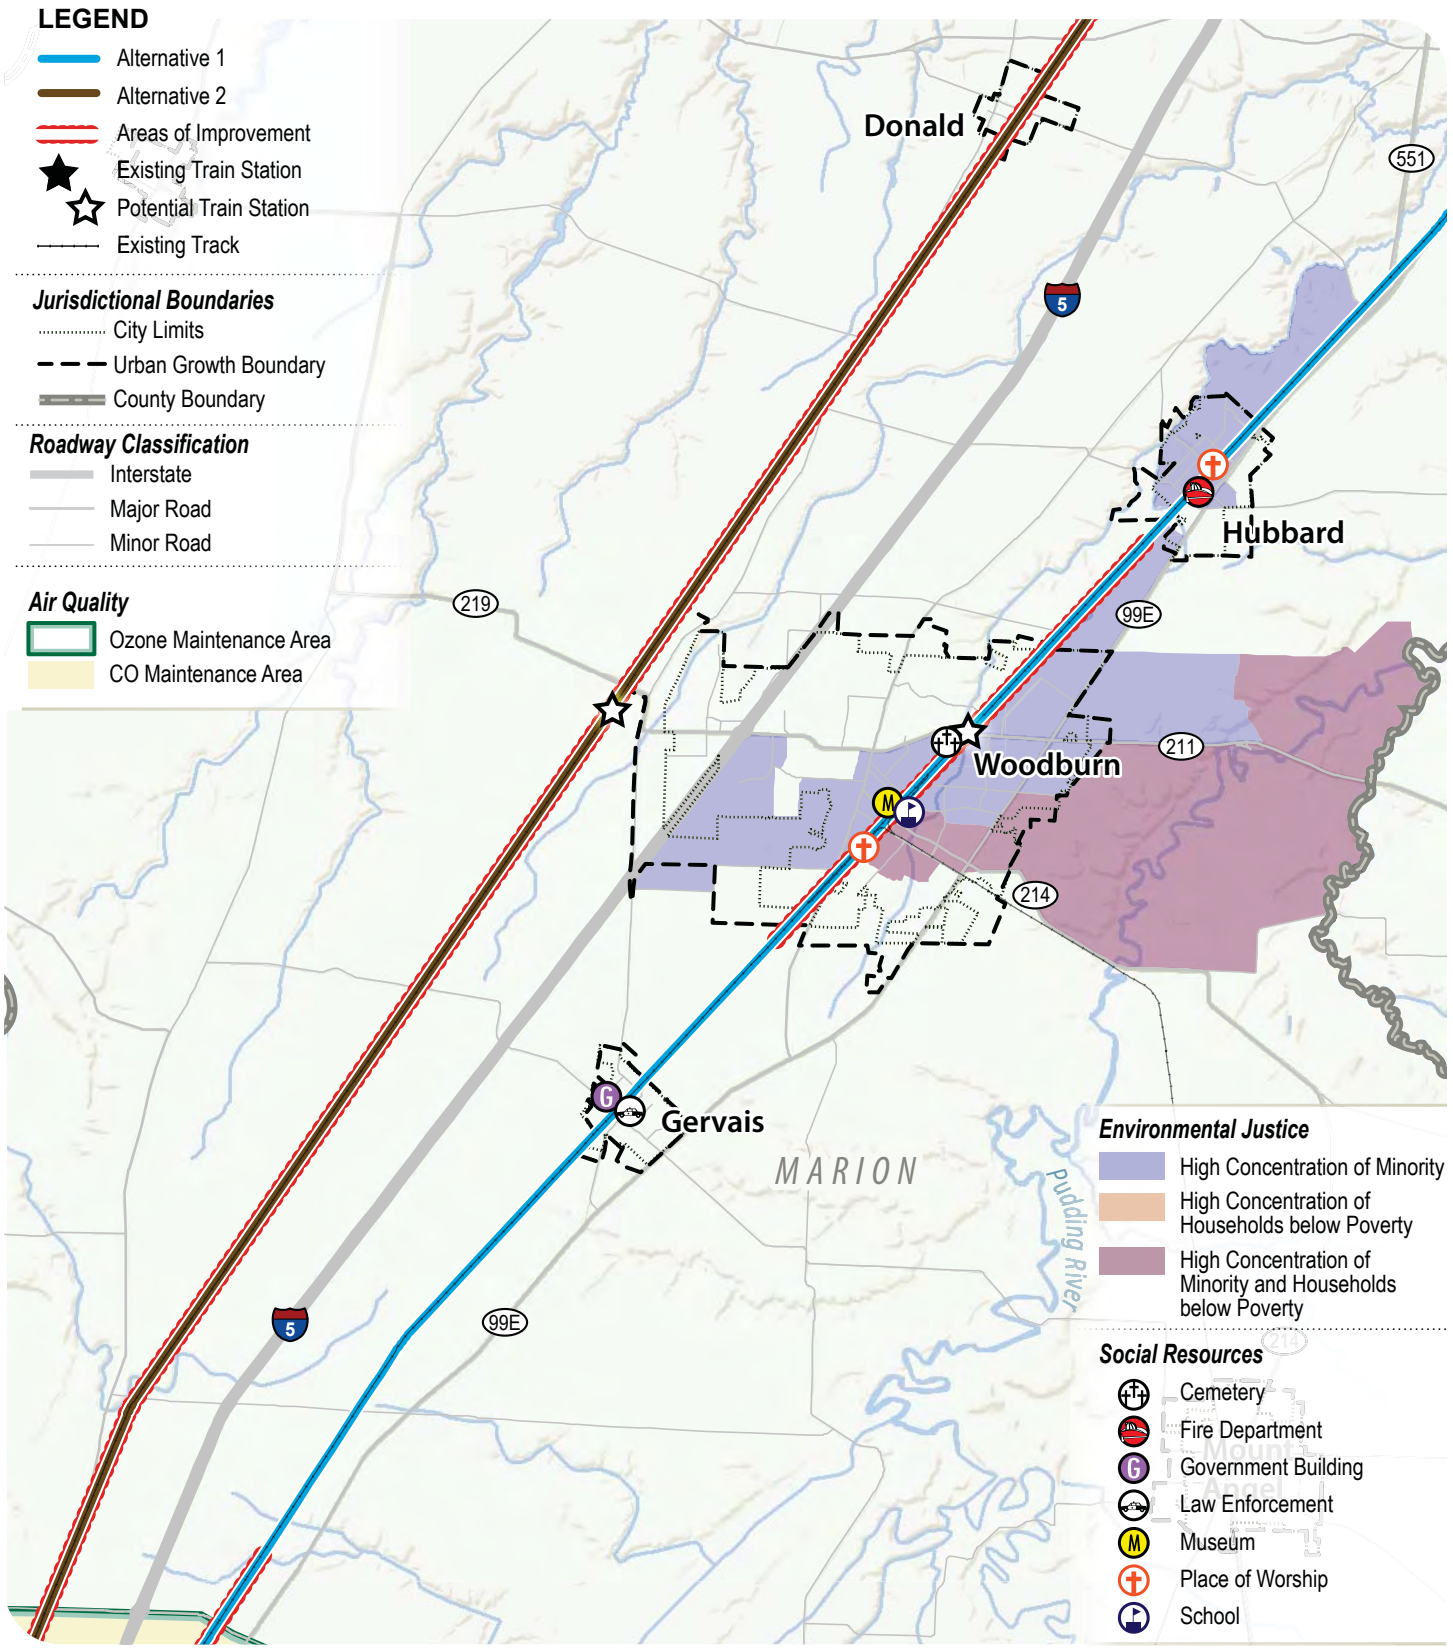 LEGEND
Alternative 1
Alternative 2
Areas of Improvement
Existing Train Station
Potential Train Station
Existing Track
Jurisdictional Boundaries
City Limits
Urban Growth Boundary
County Boundary
Roadway Classification
Interstate
Major Road
Minor Road
Air Quality
Ozone Maintenance Area
CO Maintenance Area
Donald
551
5
Hubbard
219
99E
211
Woodburn
M
214
G
Gervais
MARION
Pudding River
5
99E
Environmental Justice
High Concentration of Minority
High Concentration of
Households below Poverty
High Concentration of
Minority and Households
below Poverty
214
Social Resources
Cemetery
Fire Department
Mount
Angel
G
Government Building
Law Enforcement
M
Museum
Place of Worship
School